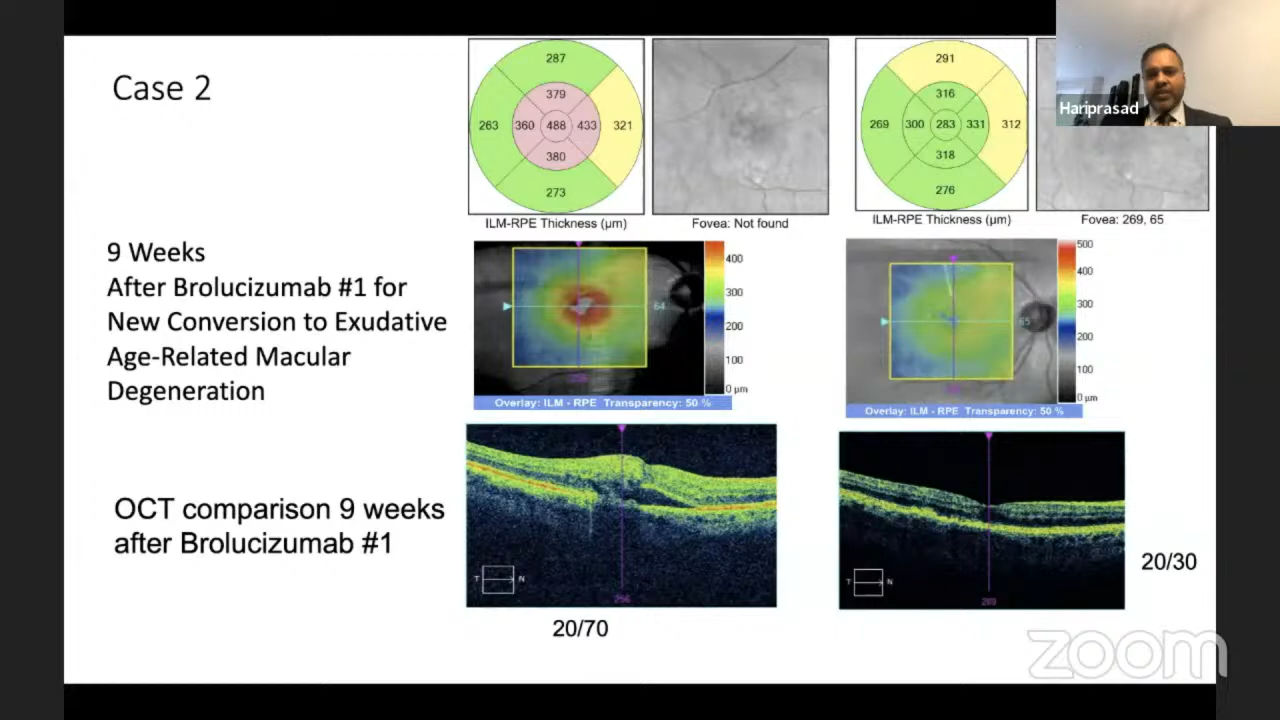 Case 2
287
379
263 360 488 433 321
380
273
ILM-RPE Thickness (μm)
Fovea: Not found
291
316
269 300 283 331 312
318
276
ILM-RPE Thickness (μm)
Fovea: 269, 65
Hariprasad
9 Weeks
After Brolucizumab #1 for
New Conversion to Exudative
Age-Related Macular
Degeneration
400
300
200
100
0 μm
64
Overlay: ILM - RPE Transparency: 50 %
500
400
300
200
100
0 μm
65
Overlay: ILM - RPE Transparency: 50 %
OCT comparison 9 weeks
after Brolucizumab #1
T N
256
20/70
T N
269
20/30
zoom